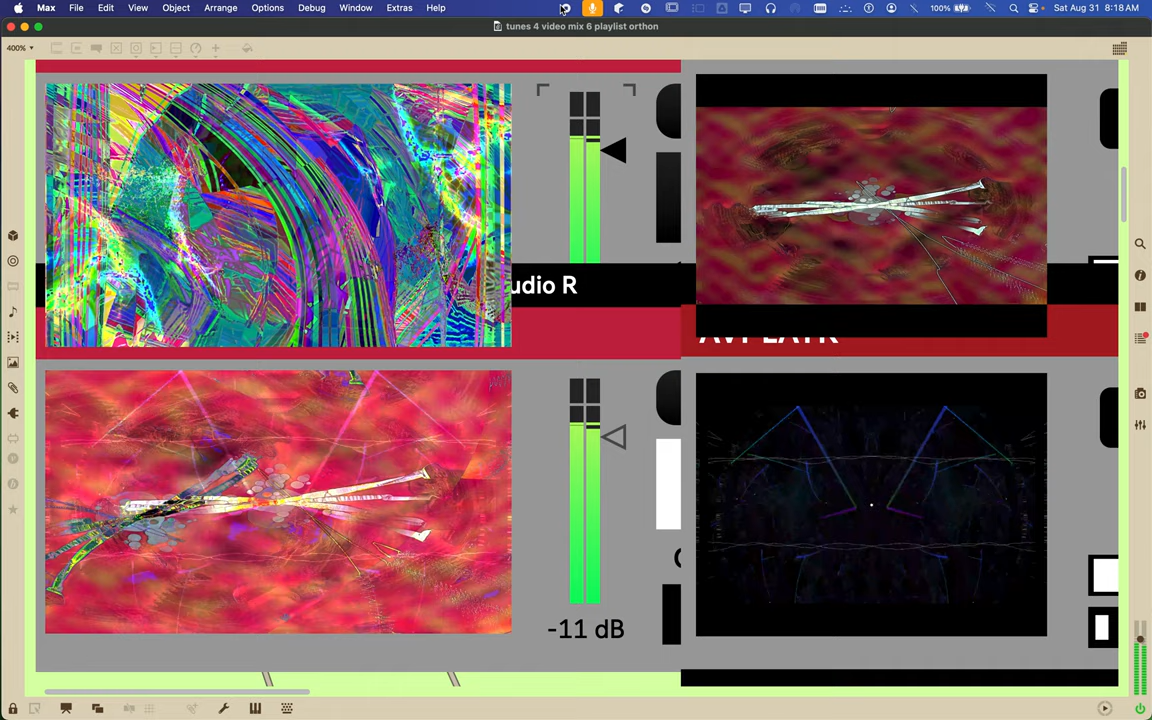 Max File Edit View Object Arrange Options Debug Window Extras Help 100% Sat Aug 31 8:18 AM
tunes 4 video mix 6 playlist orthon
400%
udio R
-11 dB